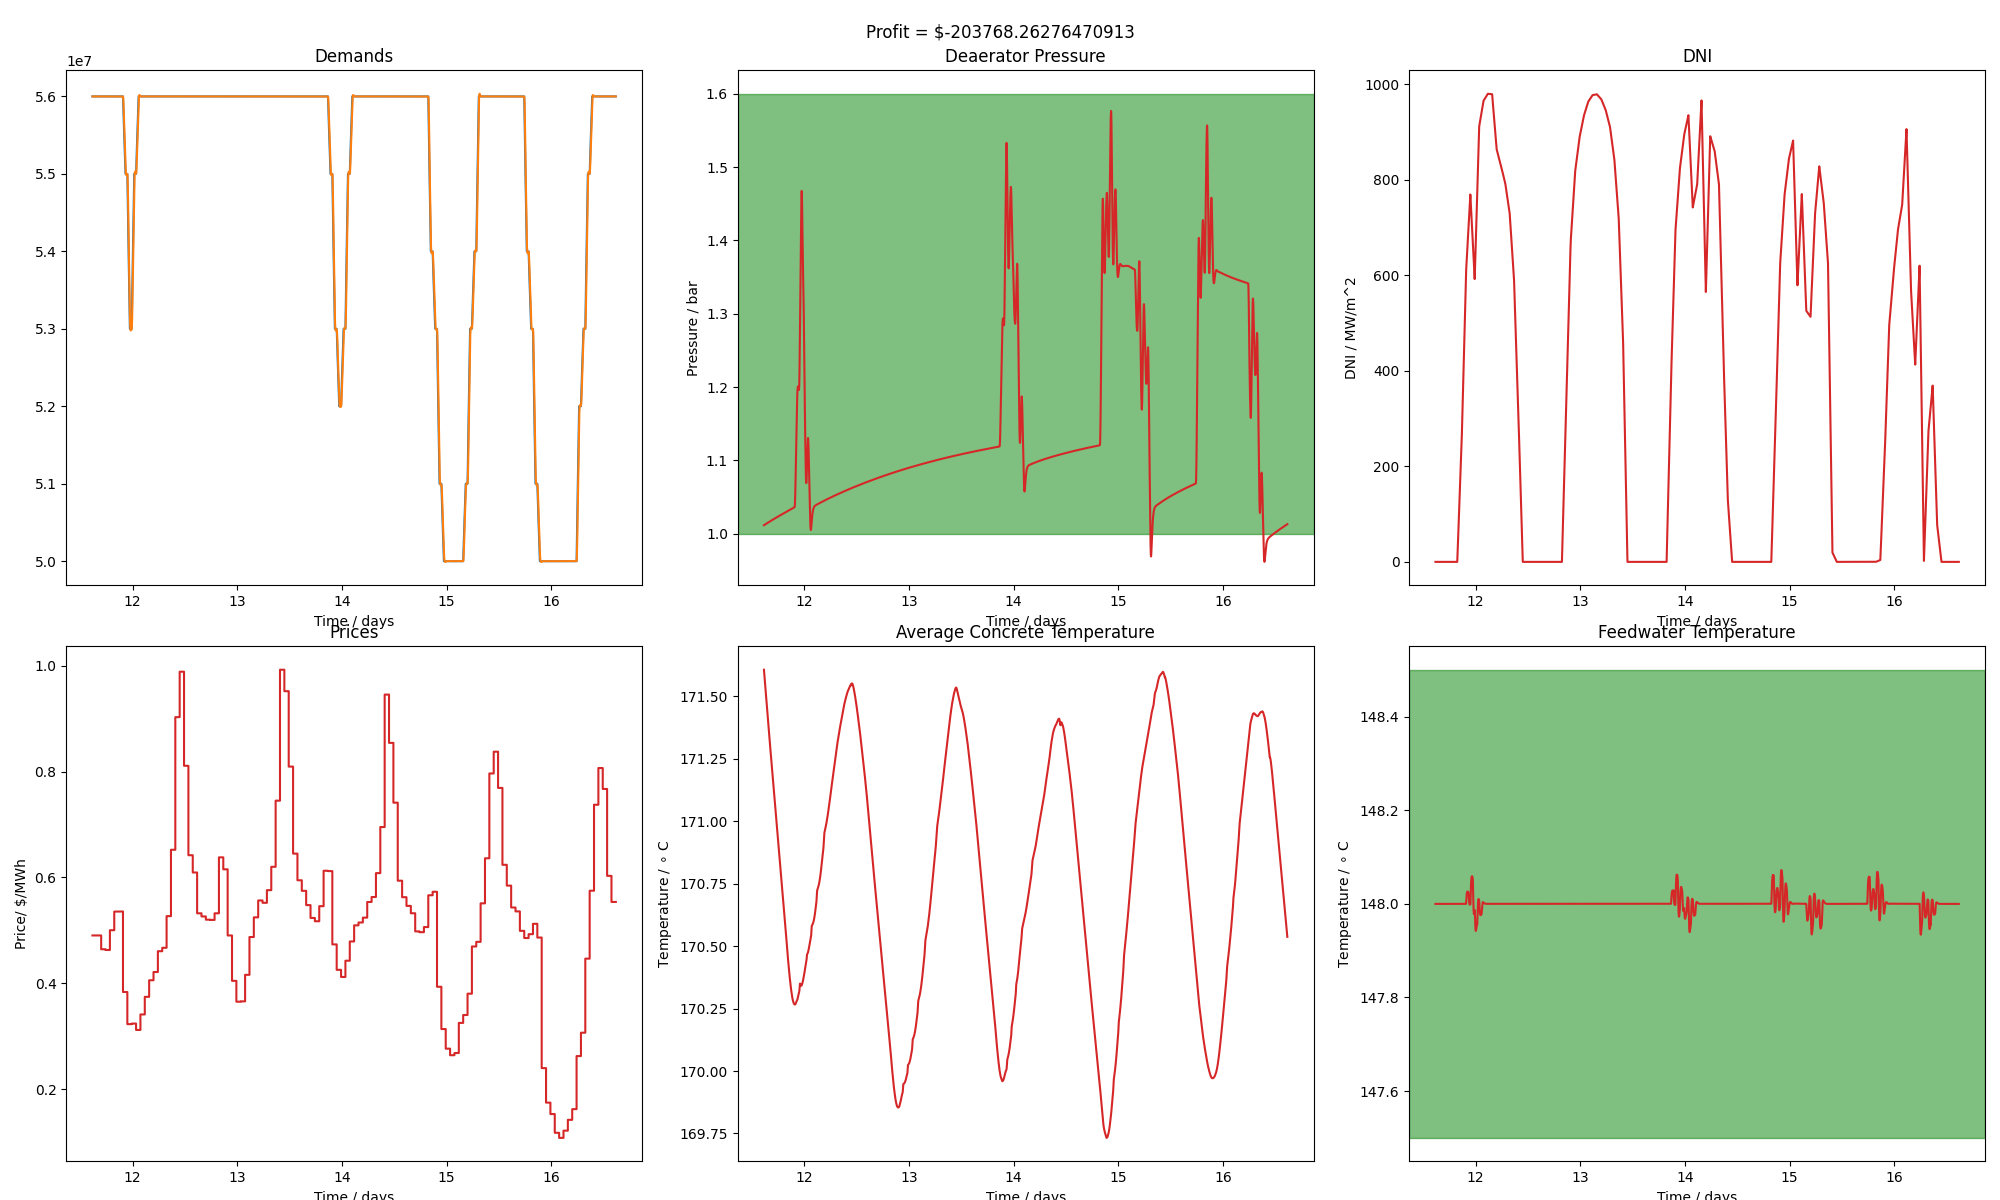 Profit = $-203768.26276470913
Demands
1e7
5.6
5.5
5.4
5.3
5.2
5.1
5.0
12 13 14 15 16
Time / days
Deaerator Pressure
Pressure / bar
1.6
1.5
1.4
1.3
1.2
1.1
1.0
12 13 14 15 16
Time / days
DNI
DNI / MW/m^2
1000
800
600
400
200
0
12 13 14 15 16
Time / days
Prices
Price/ $/MWh
1.0
0.8
0.6
0.4
0.2
12 13 14 15 16
Time / days
Average Concrete Temperature
Temperature / ∘ C
171.50
171.25
171.00
170.75
170.50
170.25
170.00
169.75
12 13 14 15 16
Time / days
Feedwater Temperature
Temperature / ∘ C
148.4
148.2
148.0
147.8
147.6
12 13 14 15 16
Time / days